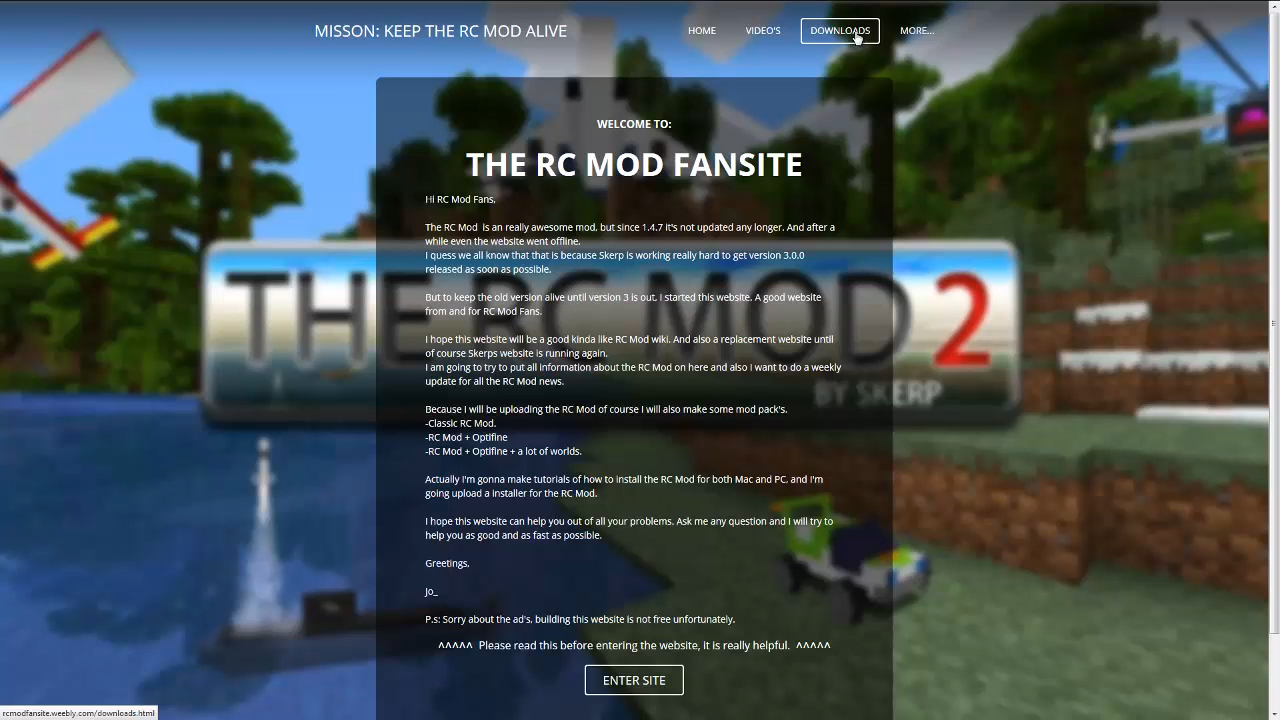 MISSON: KEEP THE RC MOD ALIVE
HOME VIDEO'S DOWNLOADS MORE...
WELCOME TO:
THE RC MOD FANSITE
Hi RC Mod Fans,
The RC Mod is an really awesome mod, but since 1.4.7 it's not updated any longer. And after a
while even the website went offline.
I quess we all know that that is because Skerp is working really hard to get version 3.0.0
released as soon as possible.
But to keep the old version alive until version 3 is out, I started this website. A good website
from and for RC Mod Fans.
I hope this website will be a good kinda like RC Mod wiki. And also a replacement website until
of course Skerps website is running again.
I am going to try to put all information about the RC Mod on here and also I want to do a weekly
update for all the RC Mod news.
Because I will be uploading the RC Mod of course I will also make some mod pack's.
-Classic RC Mod.
-RC Mod + Optifine
-RC Mod + Optifine + a lot of worlds.
Actually I'm gonna make tutorials of how to install the RC Mod for both Mac and PC, and I'm
going upload a installer for the RC Mod.
I hope this website can help you out of all your problems. Ask me any question and I will try to
help you as good and as fast as possible.
Greetings,
Jo_
P.s: Sorry about the ad's, building this website is not free unfortunately.
^^^^^ Please read this before entering the website, it is really helpful. ^^^^^
ENTER SITE
THE RC MOD 2
BY SKERP
rcmodfansite.weebly.com/downloads.html